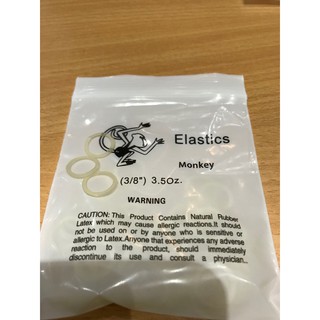 Elastics
Monkey
(3/8") 3.5Oz.
WARNING
CAUTION: This Product Contains Natural Rubber
Latex which may cause allergic reactions.It should
not be used on or by anyone who is sensitive or
allergic to Latex.Anyone that experiences any adverse
reaction to the product, should immediately
discontinue its use and consult a physician...